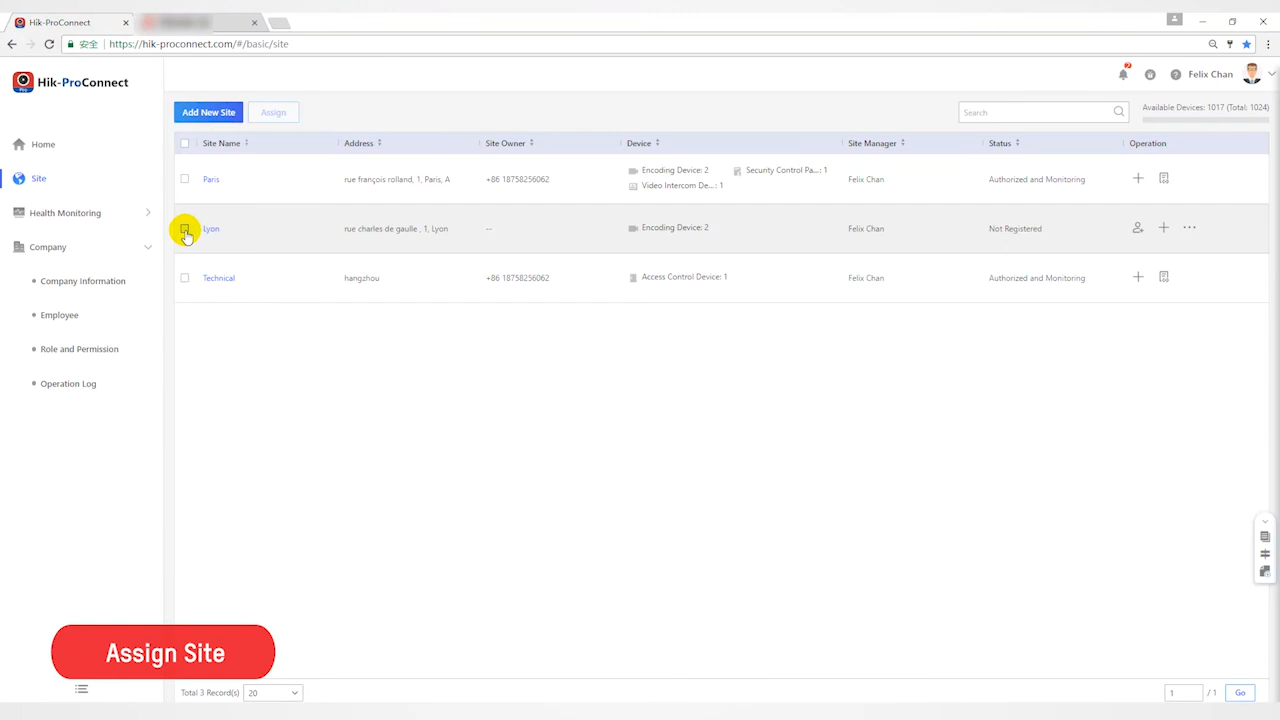 Hik-ProConnect
安全 https://hik-proconnect.com/#/basic/site
Hik-ProConnect
2
Felix Chan
Add New Site Assign
Search
Available Devices: 1017 (Total: 1024)
Site Name Address Site Owner Device Site Manager Status Operation
Paris rue françois rolland, 1, Paris, A +86 18758256062 Encoding Device: 2 Security Control Pa...: 1 Video Intercom De...: 1 Felix Chan Authorized and Monitoring
Lyon rue charles de gaulle , 1, Lyon -- Encoding Device: 2 Felix Chan Not Registered
Technical hangzhou +86 18758256062 Access Control Device: 1 Felix Chan Authorized and Monitoring
Home
Site
Health Monitoring
Company
Company Information
Employee
Role and Permission
Operation Log
Assign Site
Total 3 Record(s) 20
1 / 1 Go